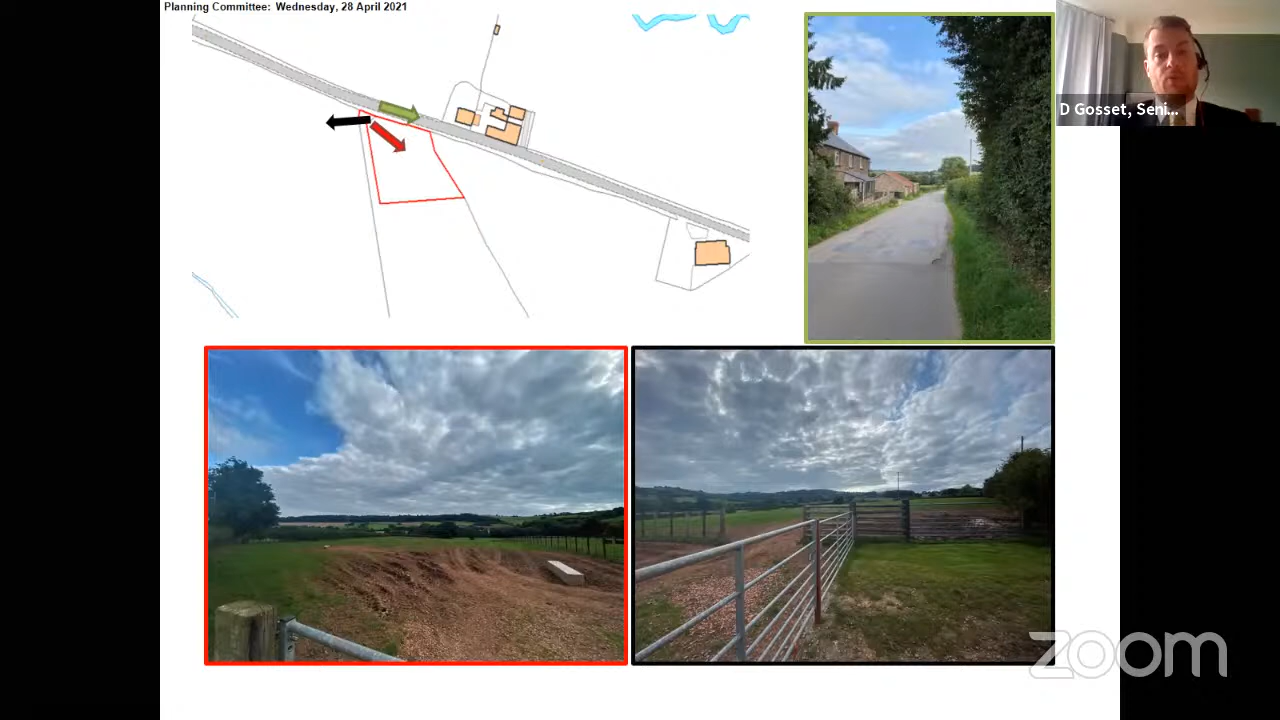 Planning Committee: Wednesday, 28 April 2021
D Gosset, Seni...
zoom